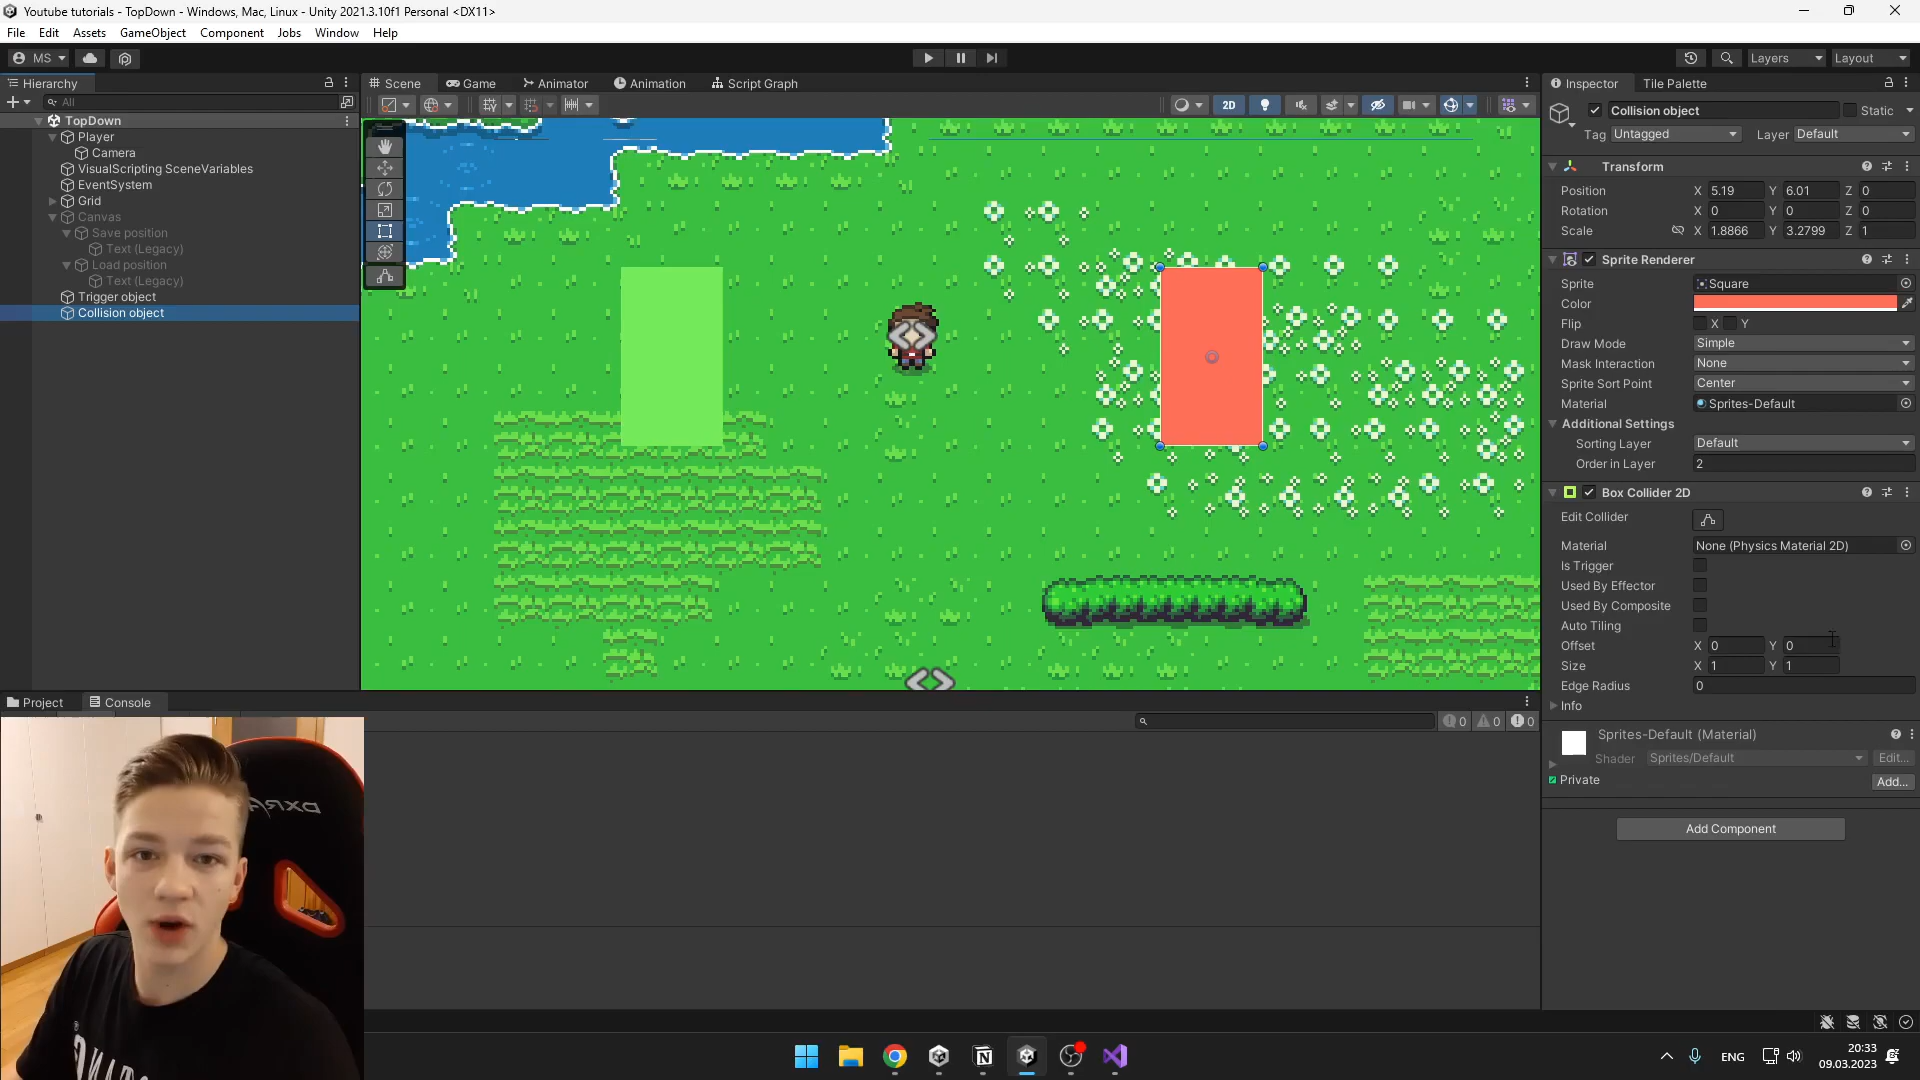 Youtube tutorials - TopDown - Windows, Mac, Linux - Unity 2021.3.10f1 Personal <DX11>
File Edit Assets GameObject Component Jobs Window Help
MS Layers Layout
Hierarchy Scene Game Animator Animation Script Graph Inspector Tile Palette
All 2D Collision object Static
TopDown
Tag Untagged Layer Default
Player
Camera
VisualScripting SceneVariables
EventSystem
Grid
Canvas
Save position
Text (Legacy)
Load position
Text (Legacy)
Trigger object
Collision object
Transform
Position X 5.19 Y 6.01 Z 0
Rotation X 0 Y 0 Z 0
Scale X 1.8866 Y 3.2799 Z 1
Sprite Renderer
Sprite Square
Color
Flip X Y
Draw Mode Simple
Mask Interaction None
Sprite Sort Point Center
Material Sprites-Default
Additional Settings
Sorting Layer Default
Order in Layer 2
Box Collider 2D
Edit Collider
Material None (Physics Material 2D)
Is Trigger
Used By Effector
Used By Composite
Auto Tiling
Offset X 0 Y 0
Size X 1 Y 1
Edge Radius 0
Info
Sprites-Default (Material)
Shader Sprites/Default Edit...
Private Add...
Add Component
Project Console
0 0 0
DXRA
ENG 20:33
09.03.2023